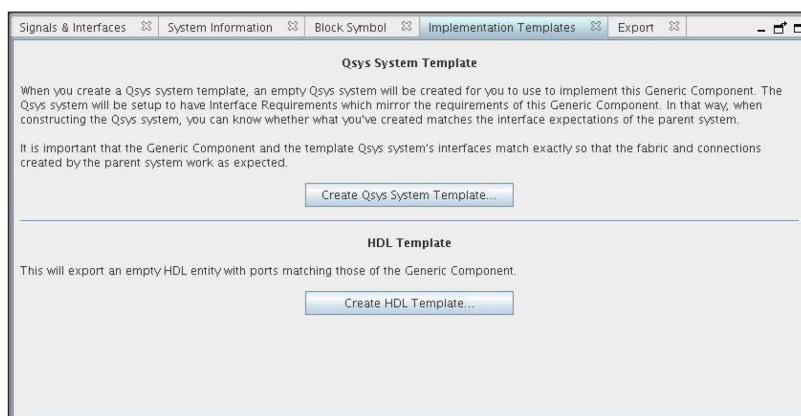 Signals & Interfaces System Information Block Symbol Implementation Templates Export
Qsys System Template
When you create a Qsys system template, an empty Qsys system will be created for you to use to implement this Generic Component. The
Qsys system will be setup to have Interface Requirements which mirror the requirements of this Generic Component. In that way, when
constructing the Qsys system, you can know whether what you've created matches the interface expectations of the parent system.
It is important that the Generic Component and the template Qsys system's interfaces match exactly so that the fabric and connections
created by the parent system work as expected.
Create Qsys System Template...
HDL Template
This will export an empty HDL entity with ports matching those of the Generic Component.
Create HDL Template...